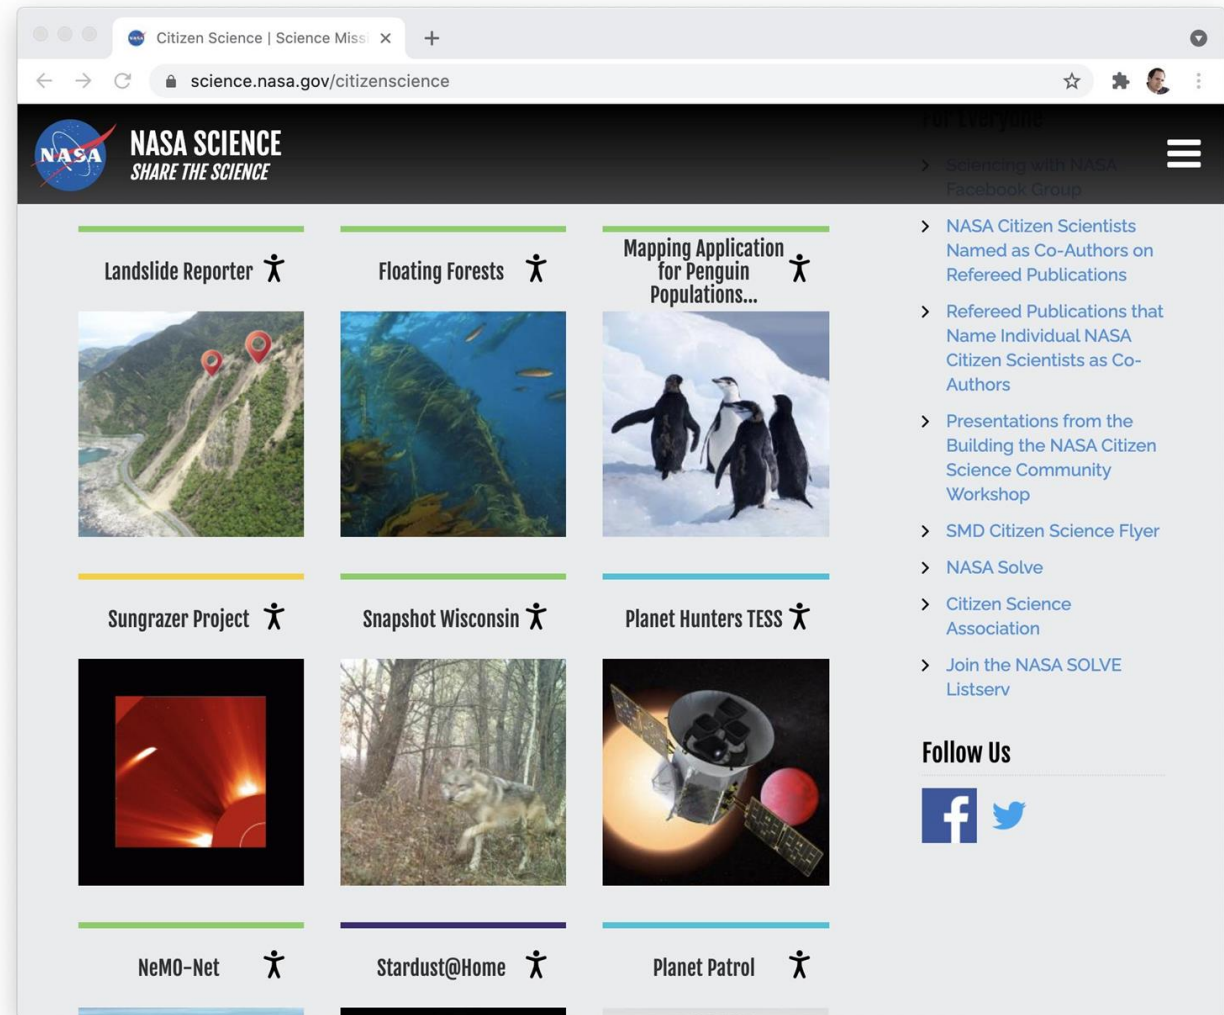 Citizen Science | Science Miss
science.nasa.gov/citizenscience
NASA
NASA SCIENCE
SHARE THE SCIENCE
Landslide Reporter
Floating Forests
Mapping Application
for Penguin
Populations...
Sungrazer Project
Snapshot Wisconsin
Planet Hunters TESS
NeMO-Net
Stardust@Home
Planet Patrol
For Everyone
Sciencing with NASA
Facebook Group
NASA Citizen Scientists
Named as Co-Authors on
Refereed Publications
Refereed Publications that
Name Individual NASA
Citizen Scientists as Co-
Authors
Presentations from the
Building the NASA Citizen
Science Community
Workshop
SMD Citizen Science Flyer
NASA Solve
Citizen Science
Association
Join the NASA SOLVE
Listserv
Follow Us